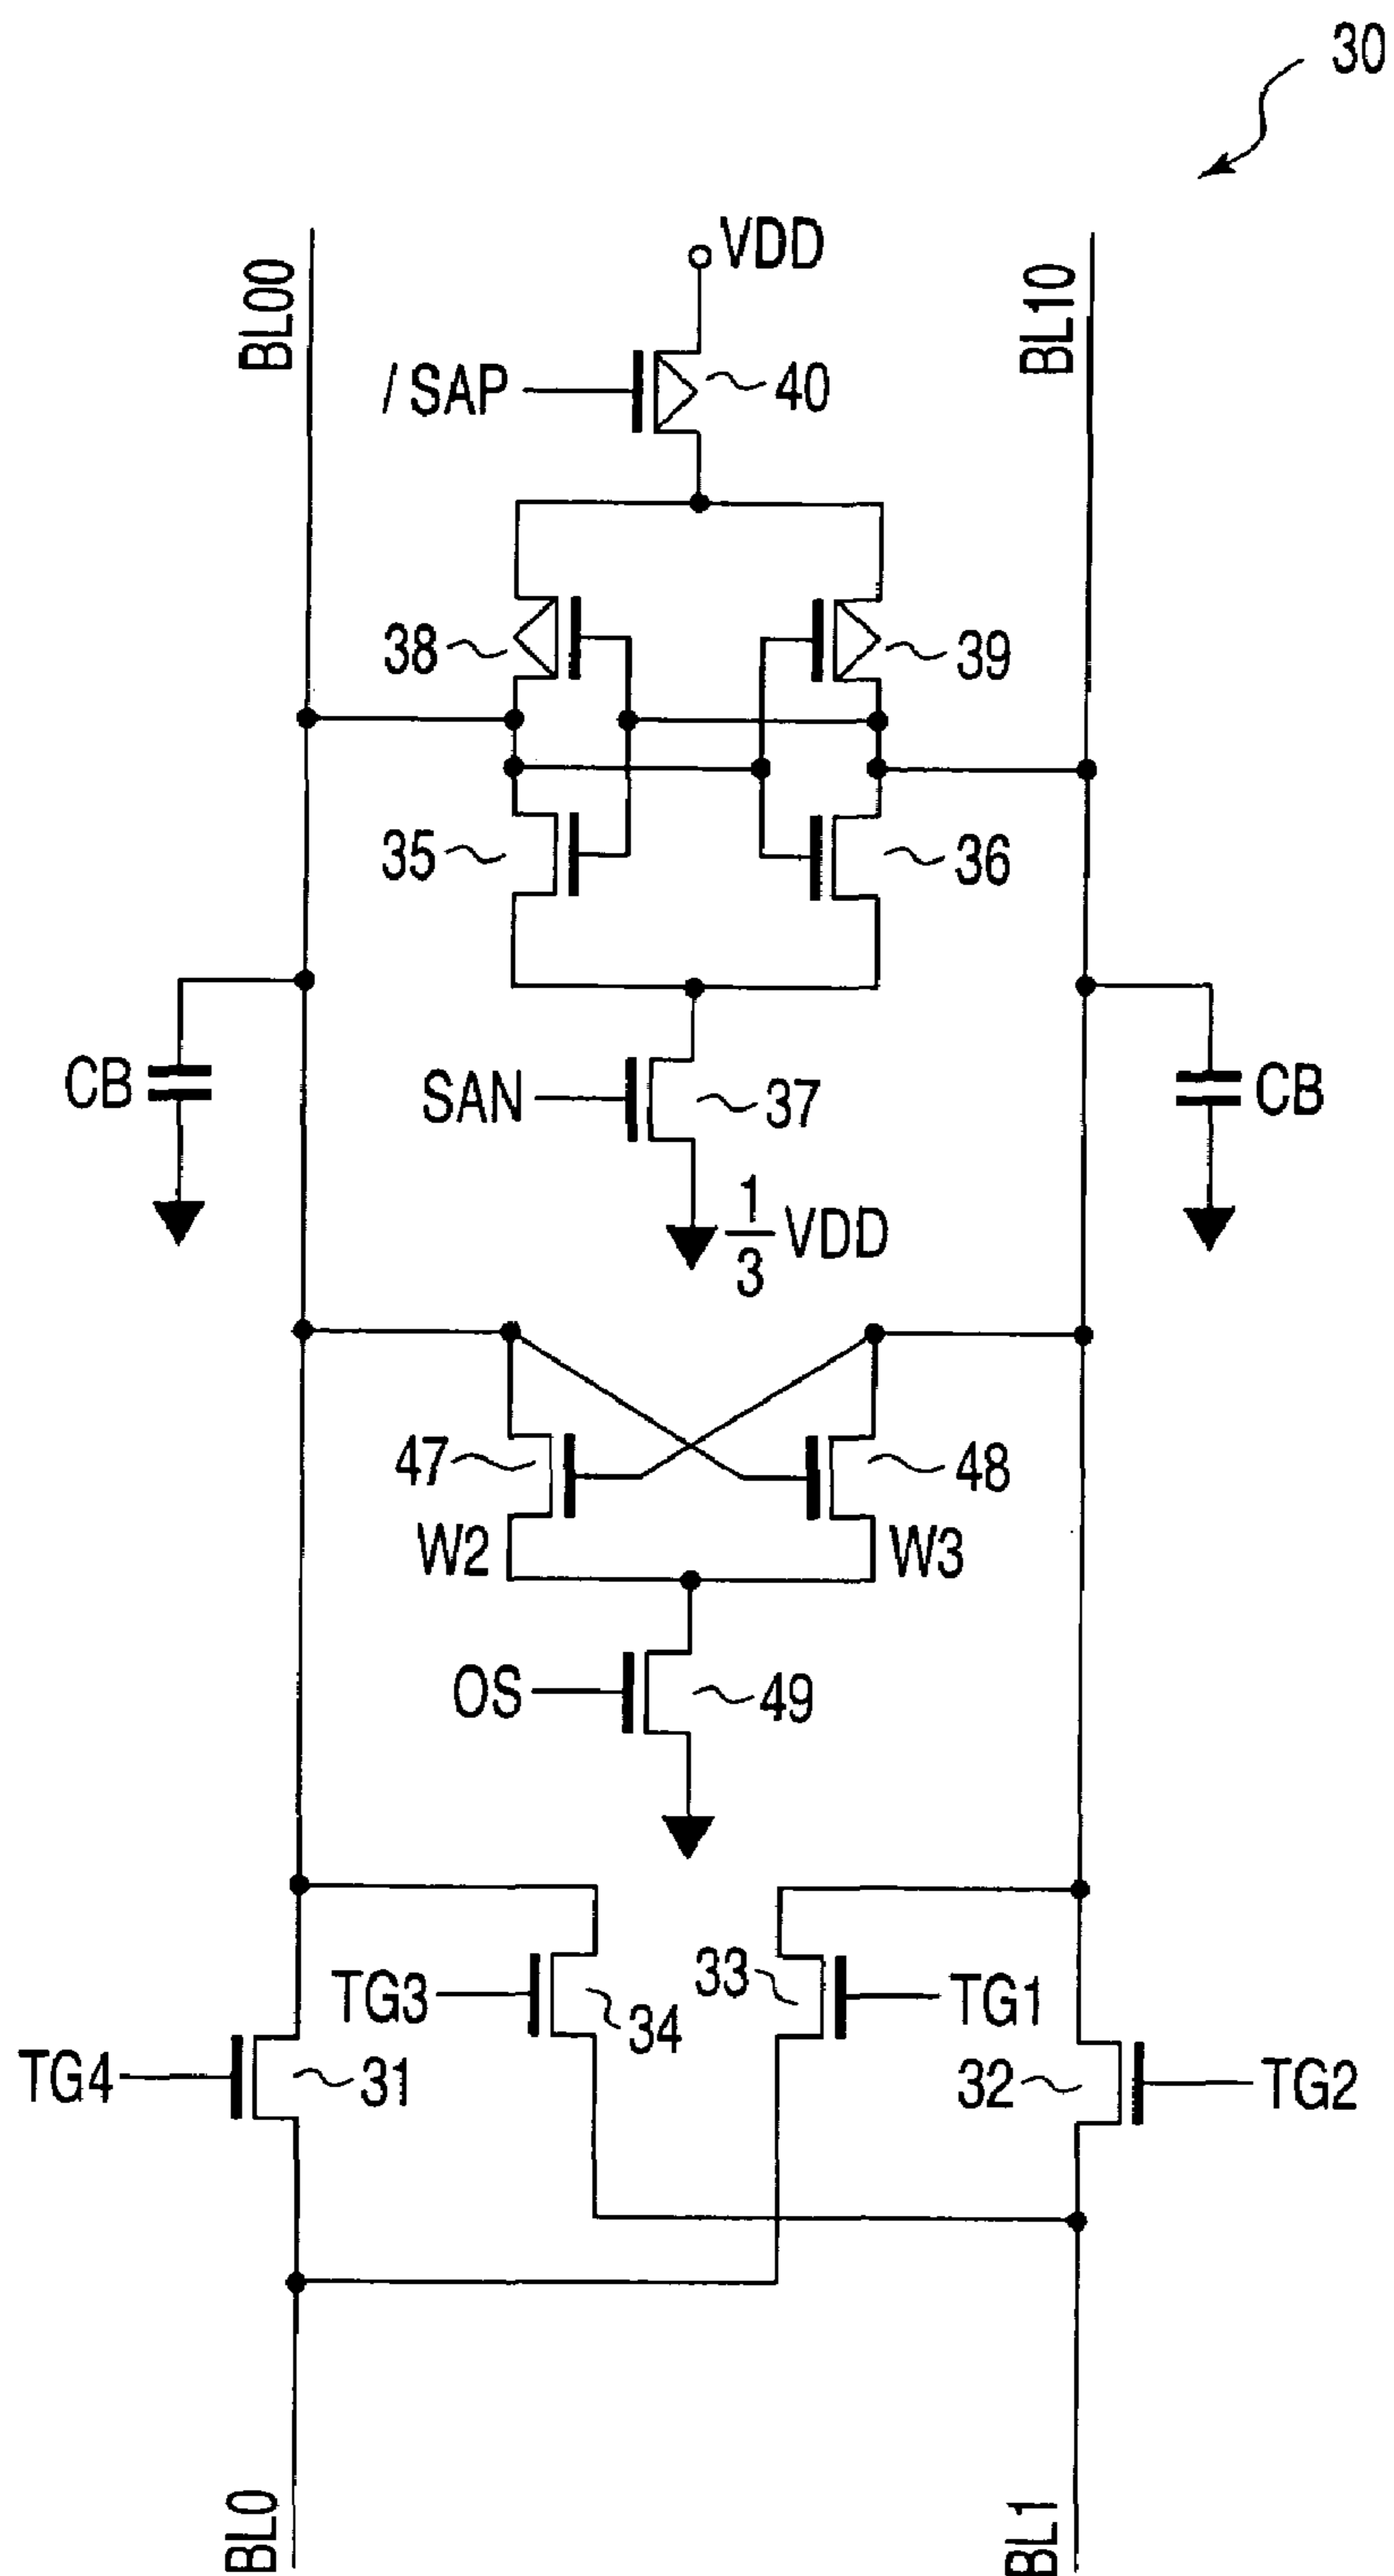 30
VDD
BL00
BL10
/SAP
40
38
39
35
36
CB
SAN
37
CB
1/3 VDD
47
48
W2
W3
OS
49
TG3
34
33
TG1
TG4
31
32
TG2
BL0
BL1